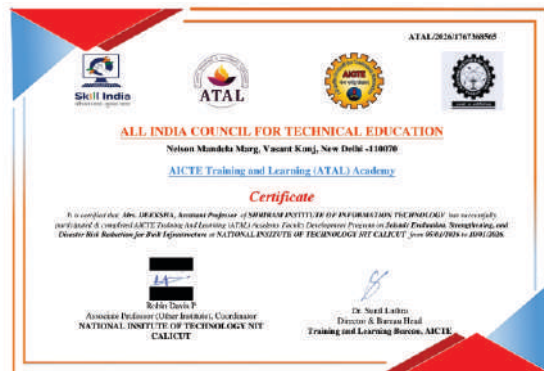 ATAL/2026/1767368565
Skill India
ATAL
AICTE
ALL INDIA COUNCIL FOR TECHNICAL EDUCATION
Nelson Mandela Marg, Vasant Kunj, New Delhi -110070
AICTE Training and Learning (ATAL) Academy
Certificate
It is certified that Mrs. DEEKSHA, Assistant Professor of SHRIRAM INSTITUTE OF INFORMATION TECHNOLOGY has successfully
participated & completed AICTE Training And Learning (ATAL) Academy Faculty Development Program on Seismic Evaluation, Strengthening, and
Disaster Risk Reduction for Built Infrastructure at NATIONAL INSTITUTE OF TECHNOLOGY NIT CALICUT from 05/01/2026 to 10/01/2026.
Robin Davis P
Associate Professor (Other Institute), Coordinator
NATIONAL INSITUTE OF TECHNOLOGY NIT
CALICUT
Dr. Sunil Luthra
Director & Bureau Head
Training and Learning Bureau, AICTE